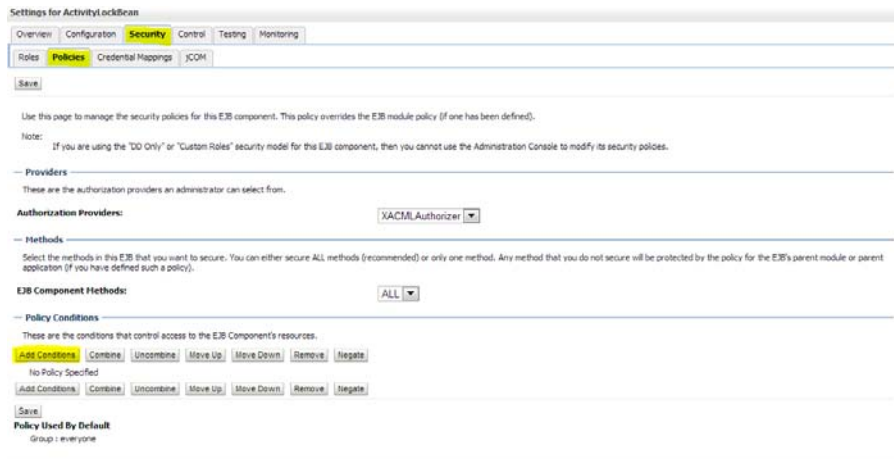 Settings for ActivityLockBean
Overview Configuration Security Control Testing Monitoring
Roles Policies Credential Mappings jCOM
Save
Use this page to manage the security policies for this EJB component. This policy overrides the EJB module policy (if one has been defined).
Note:
If you are using the "DD Only" or "Custom Roles" security model for this EJB component, then you cannot use the Administration Console to modify its security policies.
Providers
These are the authorization providers an administrator can select from.
Authorization Providers: XACMLAuthorizer
Methods
Select the methods in this EJB that you want to secure. You can either secure ALL methods (recommended) or only one method. Any method that you do not secure will be protected by the policy for the EJB's parent module or parent
application (if you have defined such a policy).
EJB Component Methods: ALL
Policy Conditions
These are the conditions that control access to the EJB Component's resources.
Add Conditions Combine Uncombine Move Up Move Down Remove Negate
No Policy Specified
Add Conditions Combine Uncombine Move Up Move Down Remove Negate
Save
Policy Used By Default
Group : everyone